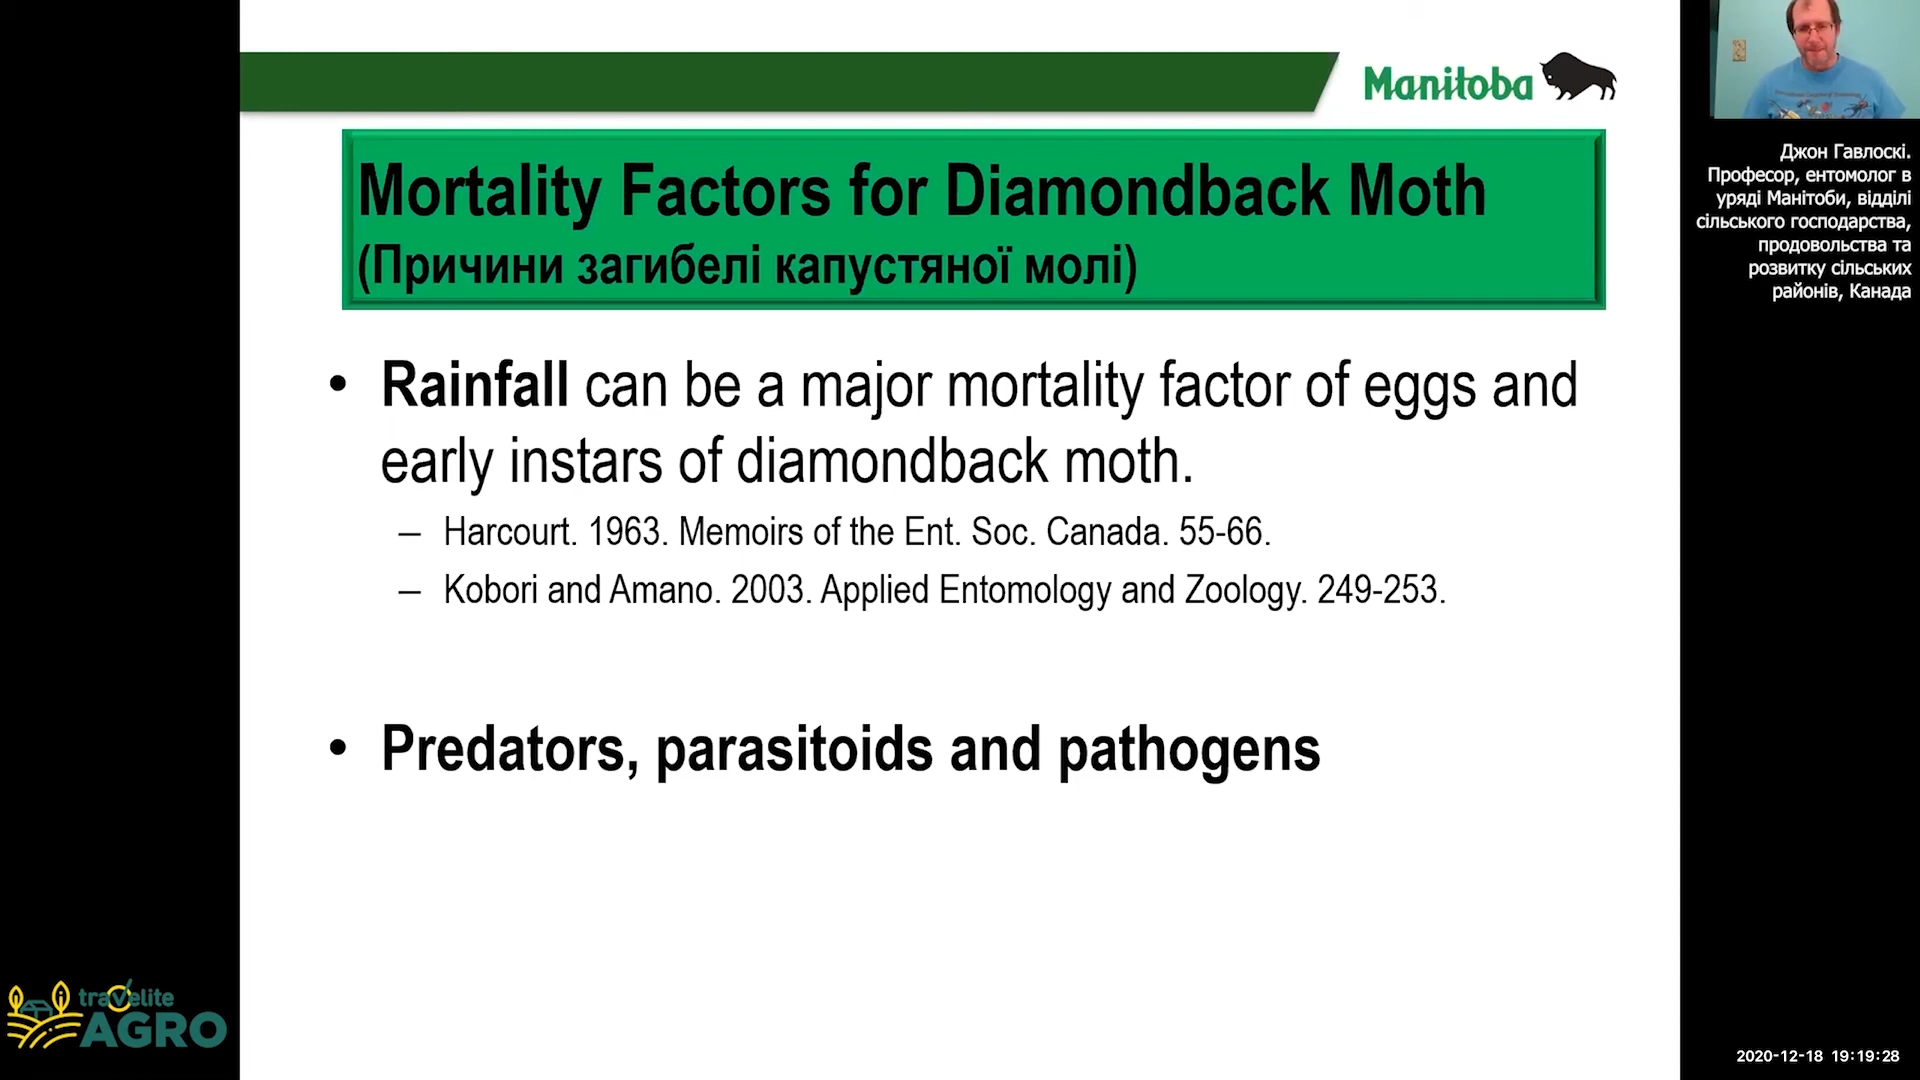 Manitoba
Mortality Factors for Diamondback Moth
(Причини загибелі капустяної молі)
• Rainfall can be a major mortality factor of eggs and
early instars of diamondback moth.
– Harcourt. 1963. Memoirs of the Ent. Soc. Canada. 55-66.
– Kobori and Amano. 2003. Applied Entomology and Zoology. 249-253.
• Predators, parasitoids and pathogens
Джон Гавлоскі.
Професор, ентомолог в
уряді Манітоби, відділі
сільського господарства,
продовольства та
розвитку сільських
районів, Канада
travelite
AGRO
2020-12-18 19:19:28